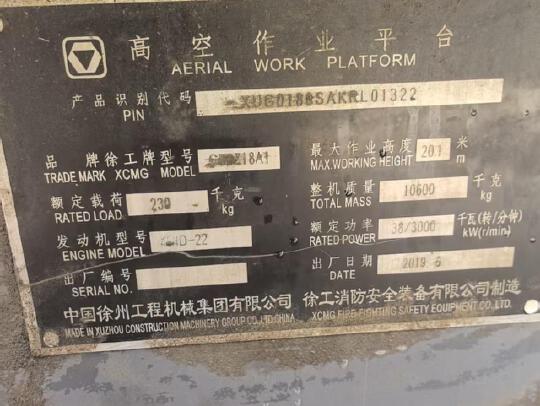 高空作业平台
AERIAL WORK PLATFORM
产品识别代码
PIN
XUG0188SAKRL01322
品牌 徐工牌 型号 最大作业高度 20.1 米
TRADE MARK XCMG MODEL MAX.WORKING HEIGHT m
额定载荷 230 千克 整机质量 10600 千克
RATED LOAD kg TOTAL MASS kg
发动机型号 额定功率 38/3000 千瓦(转/分钟)
ENGINE MODEL RATED POWER kW(r/min)
出厂编号 出厂日期 2019.6
SERIAL NO. DATE
中国徐州工程机械集团有限公司 徐工消防安全装备有限公司制造
MADE IN XUZHOU CONSTRUCTION MACHINERY GROUP CO.,LTD.CHINA XCMG FIRE-FIGHTING SAFETY EQUIPMENT CO.,LTD.